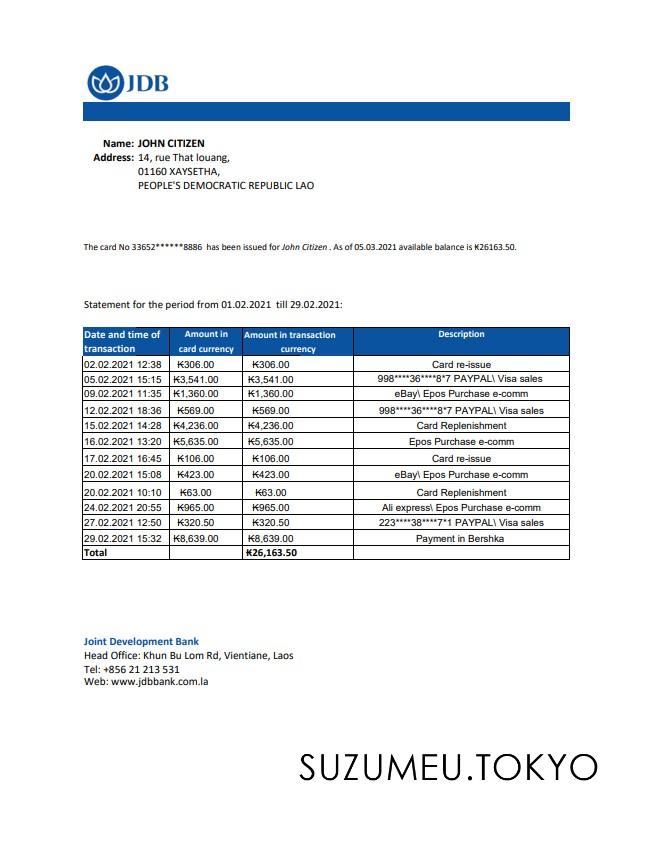 JDB
Name: JOHN CITIZEN
Address: 14, rue That louang,
01160 XAYSETHA,
PEOPLE'S DEMOCRATIC REPUBLIC LAO
The card No 33652******8886 has been issued for John Citizen . As of 05.03.2021 available balance is ₭26163.50.
Statement for the period from 01.02.2021 till 29.02.2021:
Date and time of transaction Amount in card currency Amount in transaction currency Description
02.02.2021 12:38 ₭306.00 ₭306.00 Card re-issue
05.02.2021 15:15 ₭3,541.00 ₭3,541.00 998****36****8*7 PAYPAL\ Visa sales
09.02.2021 11:35 ₭1,360.00 ₭1,360.00 eBay\ Epos Purchase e-comm
12.02.2021 18:36 ₭569.00 ₭569.00 998****36****8*7 PAYPAL\ Visa sales
15.02.2021 14:28 ₭4,236.00 ₭4,236.00 Card Replenishment
16.02.2021 13:20 ₭5,635.00 ₭5,635.00 Epos Purchase e-comm
17.02.2021 16:45 ₭106.00 ₭106.00 Card re-issue
20.02.2021 15:08 ₭423.00 ₭423.00 eBay\ Epos Purchase e-comm
20.02.2021 10:10 ₭63.00 ₭63.00 Card Replenishment
24.02.2021 20:55 ₭965.00 ₭965.00 Ali express\ Epos Purchase e-comm
27.02.2021 12:50 ₭320.50 ₭320.50 223****38****7*1 PAYPAL\ Visa sales
29.02.2021 15:32 ₭8,639.00 ₭8,639.00 Payment in Bershka
Total ₭26,163.50
Joint Development Bank
Head Office: Khun Bu Lom Rd, Vientiane, Laos
Tel: +856 21 213 531
Web: www.jdbbank.com.la
SUZUMEU.TOKYO